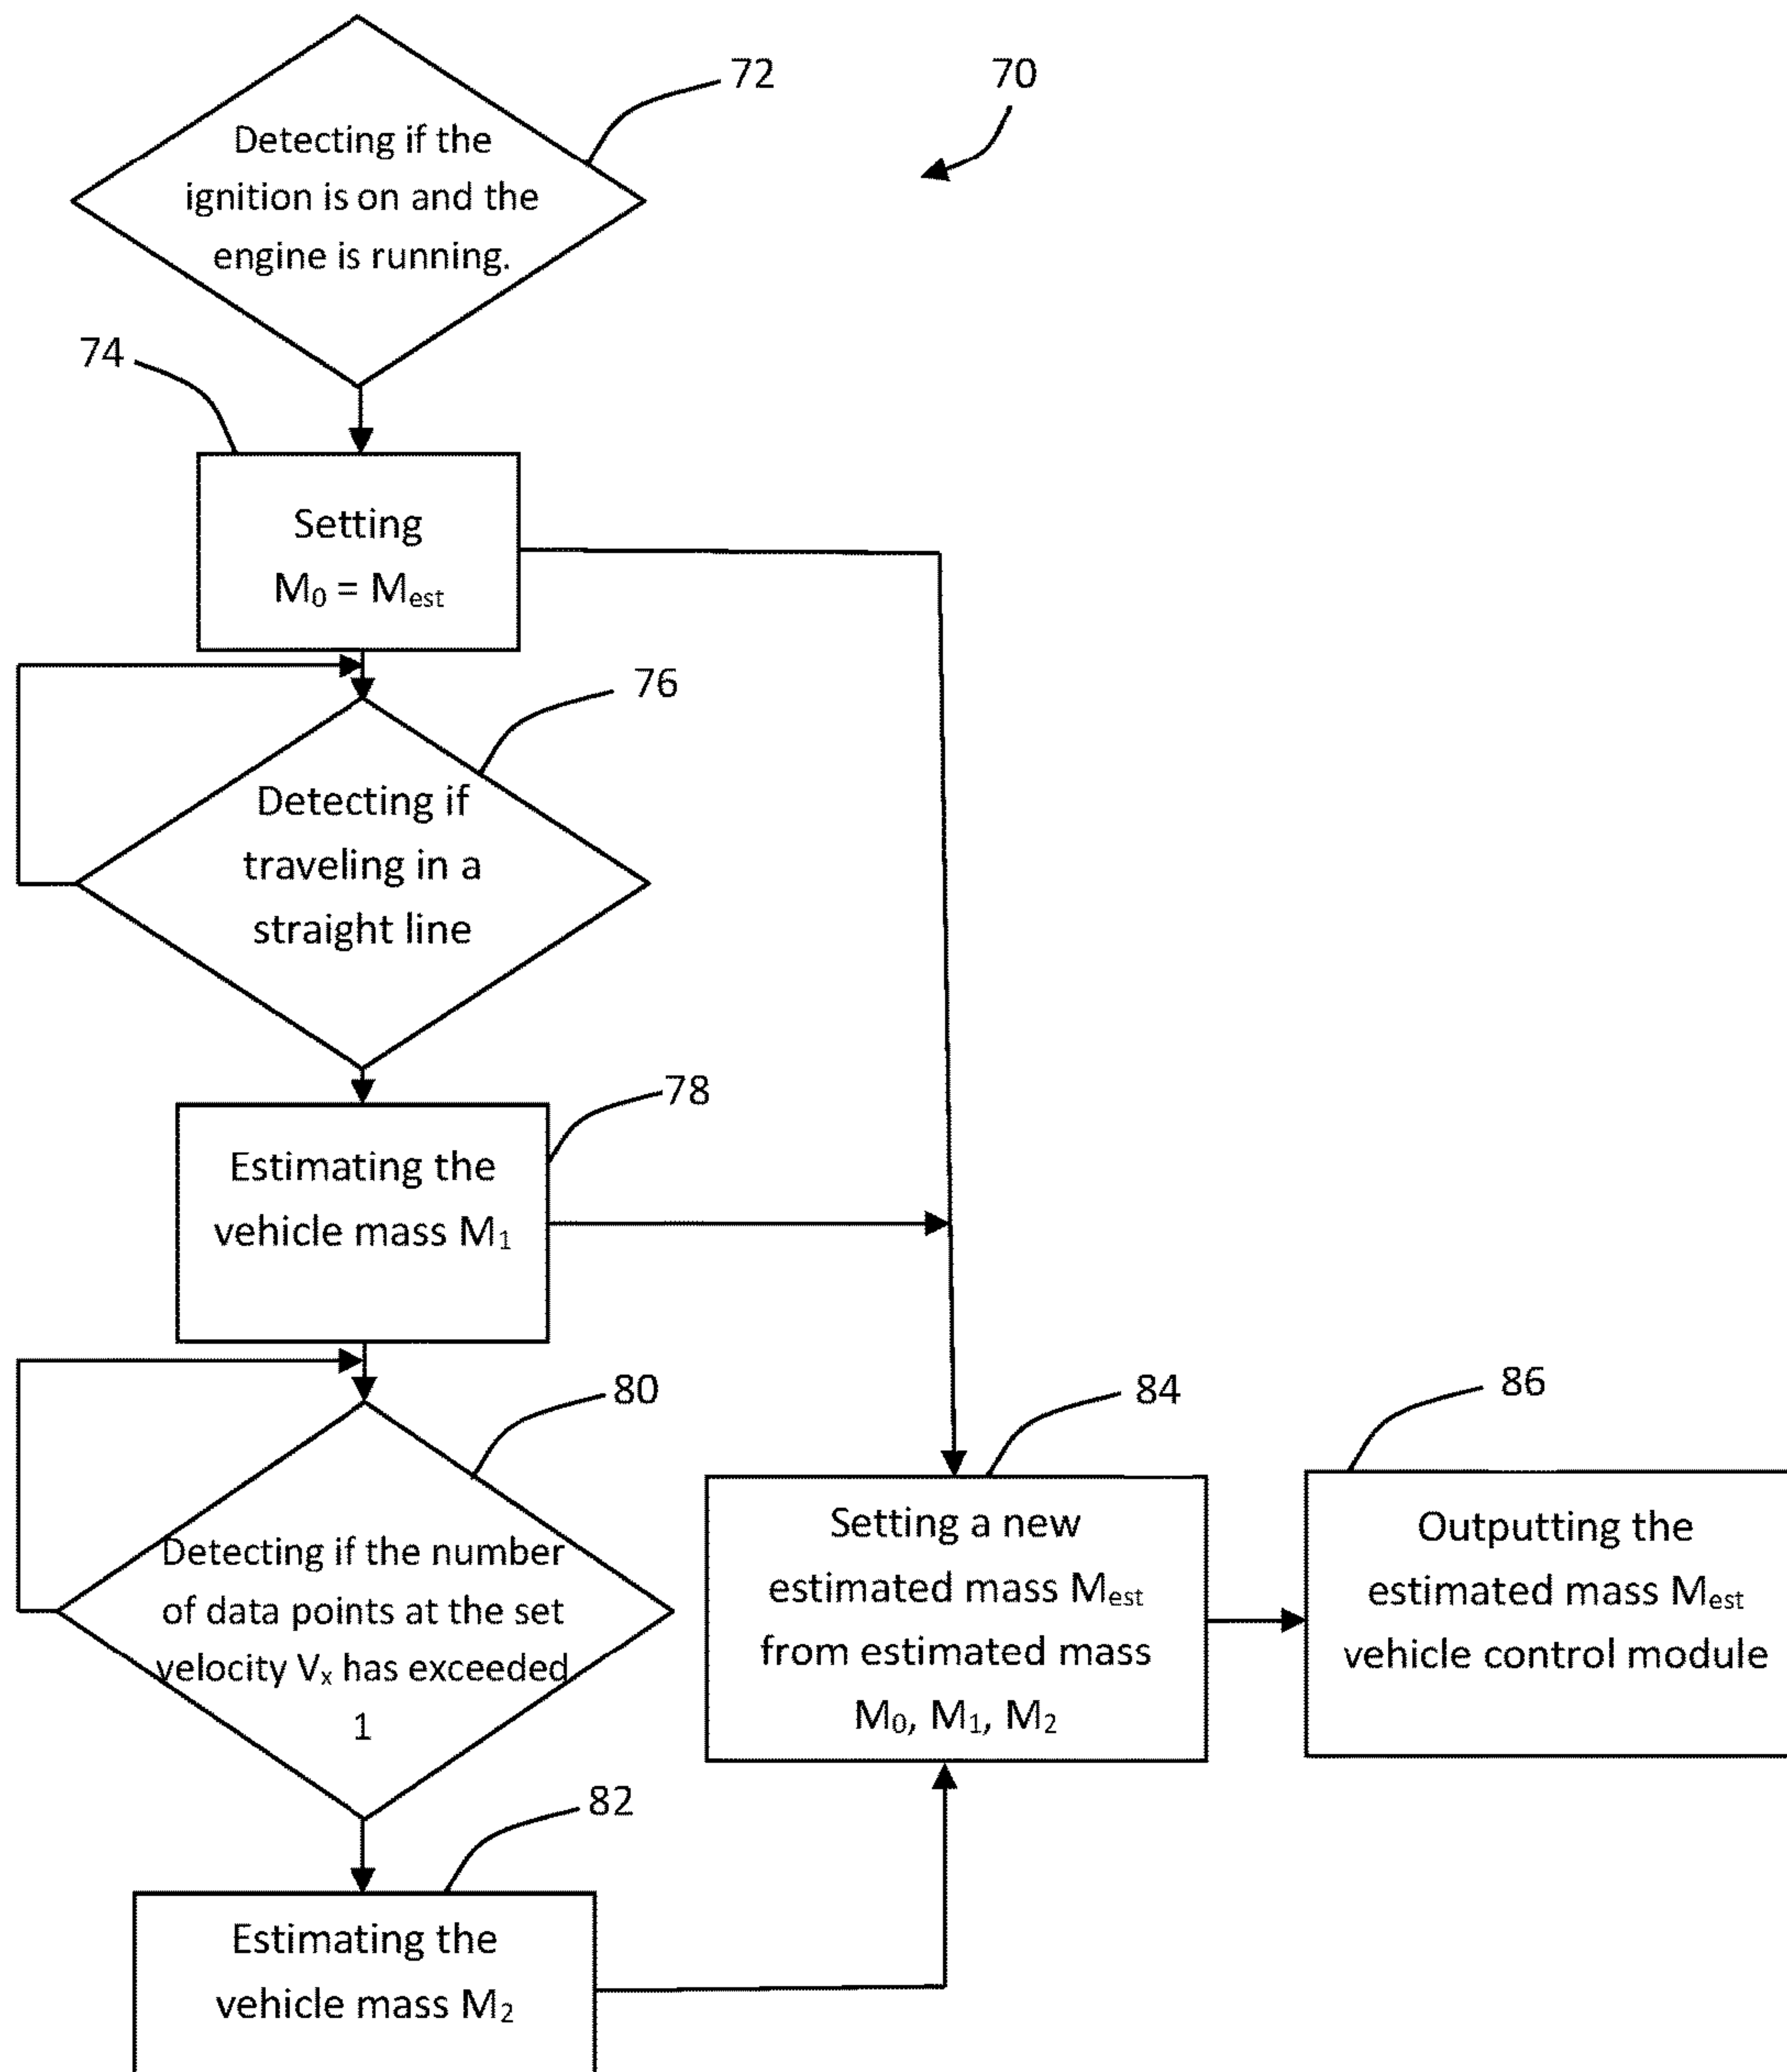 72
70
Detecting if the
ignition is on and the
engine is running.
74
Setting
M₀ = Mₑₛₜ
76
Detecting if
traveling in a
straight line
78
Estimating the
vehicle mass M₁
80
84
86
Detecting if the number
of data points at the set
velocity Vₓ has exceeded
1
Setting a new
estimated mass Mₑₛₜ
from estimated mass
M₀, M₁, M₂
Outputting the
estimated mass Mₑₛₜ
vehicle control module
82
Estimating the
vehicle mass M₂